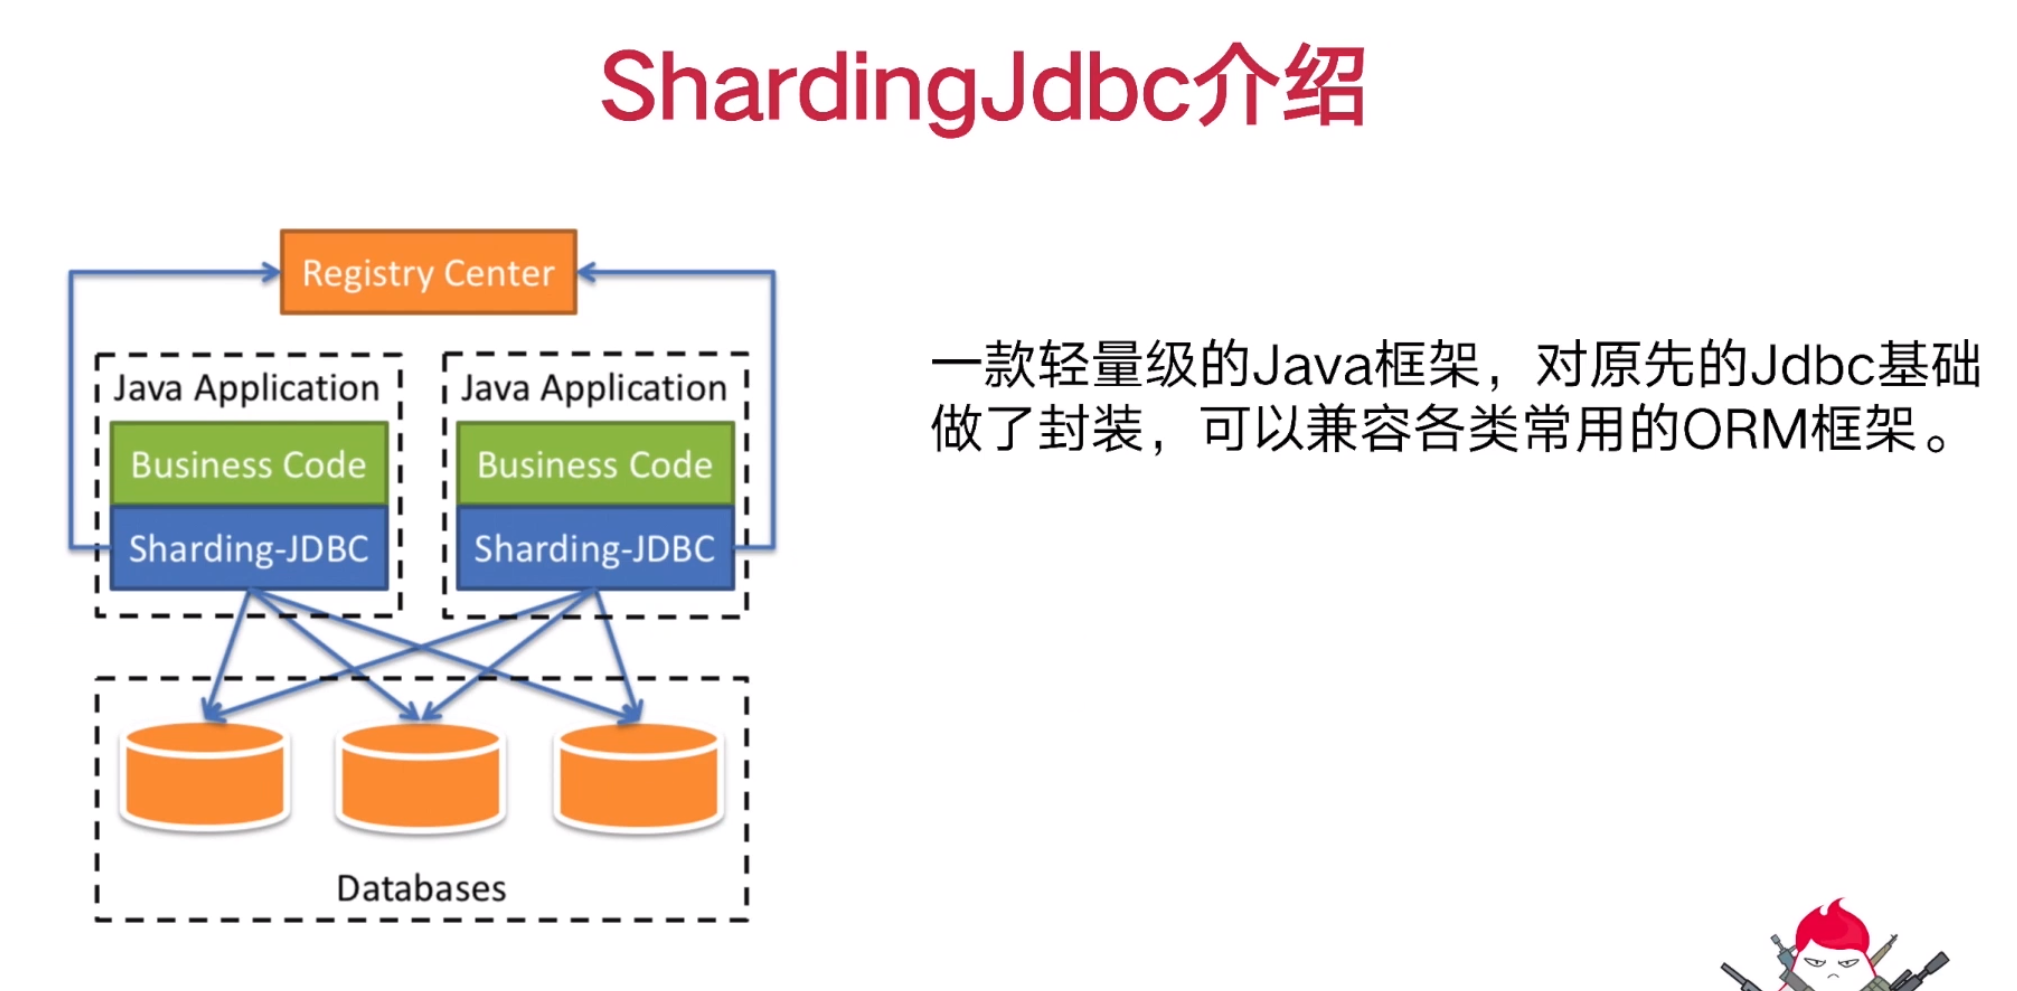 ShardingJdbc介绍
Registry Center
Java Application
Business Code
Sharding-JDBC
Java Application
Business Code
Sharding-JDBC
Databases
一款轻量级的Java框架，对原先的Jdbc基础
做了封装，可以兼容各类常用的ORM框架。